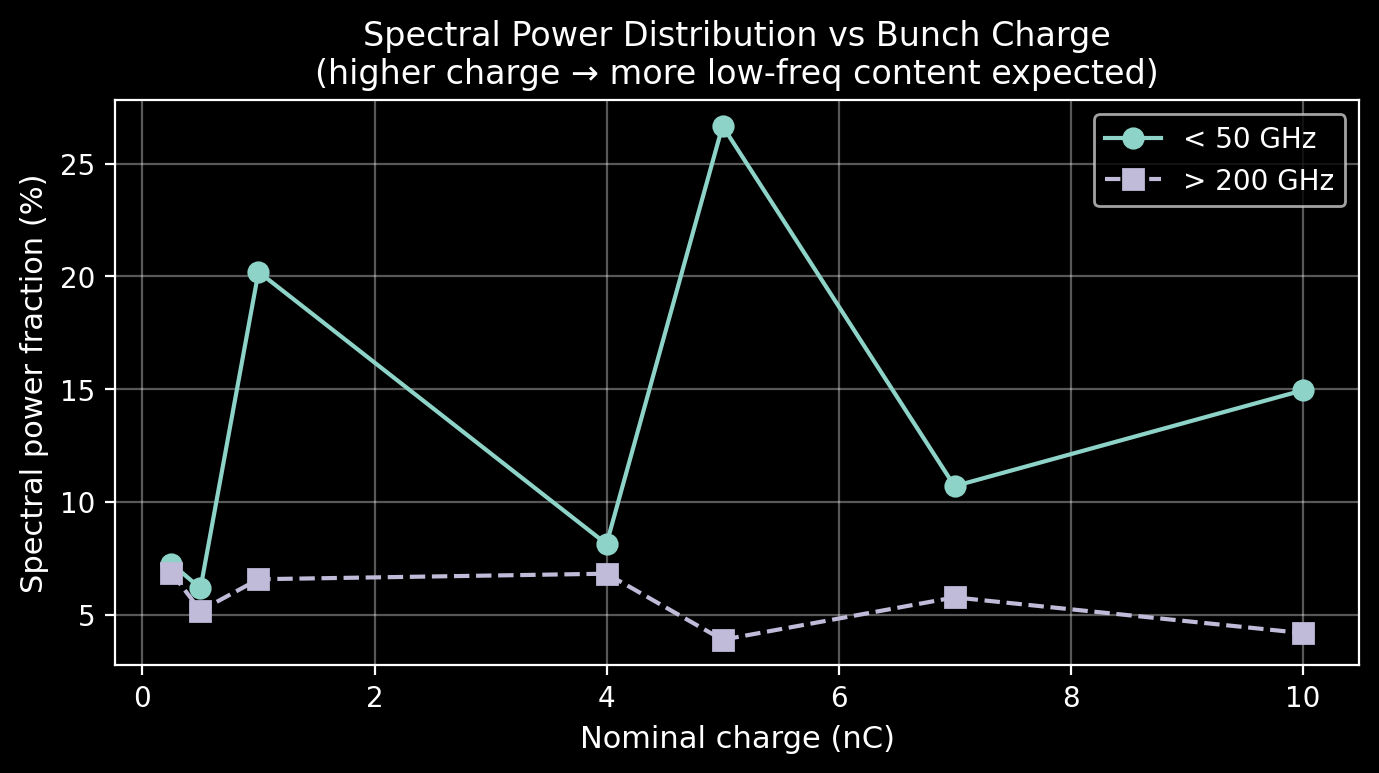 Spectral Power Distribution vs Bunch Charge
(higher charge → more low-freq content expected)
< 50 GHz
> 200 GHz
Spectral power fraction (%)
25
20
15
10
5
0
2
4
6
8
10
Nominal charge (nC)